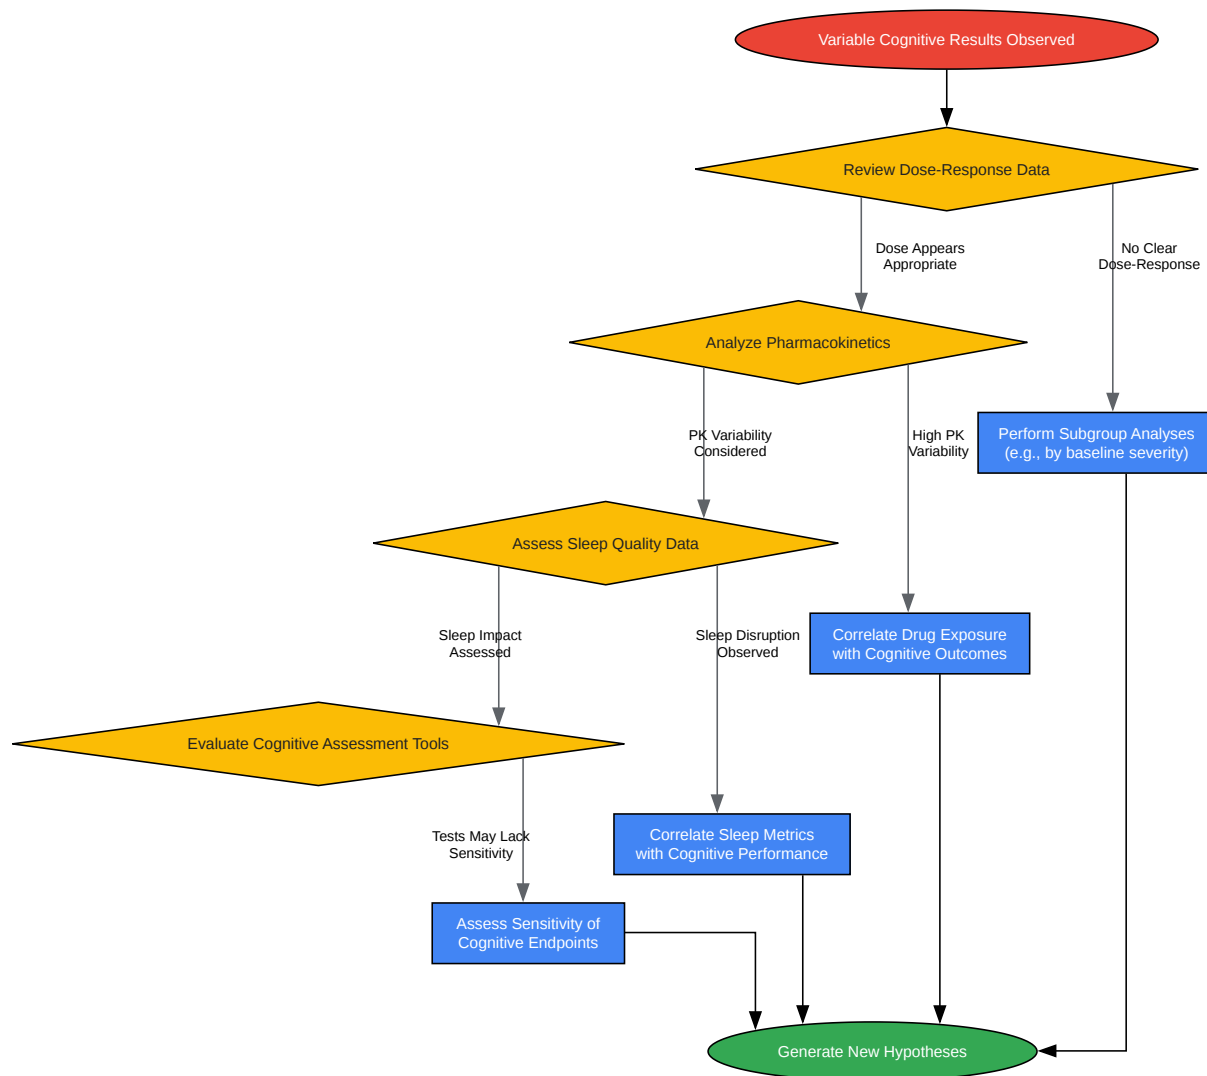 Variable Cognitive Results Observed
Review Dose-Response Data
Dose Appears
Appropriate
No Clear
Dose-Response
Analyze Pharmacokinetics
PK Variability
Considered
High PK
Variability
Perform Subgroup Analyses
(e.g., by baseline severity)
Assess Sleep Quality Data
Sleep Impact
Assessed
Sleep Disruption
Observed
Correlate Drug Exposure
with Cognitive Outcomes
Evaluate Cognitive Assessment Tools
Tests May Lack
Sensitivity
Correlate Sleep Metrics
with Cognitive Performance
Assess Sensitivity of
Cognitive Endpoints
Generate New Hypotheses